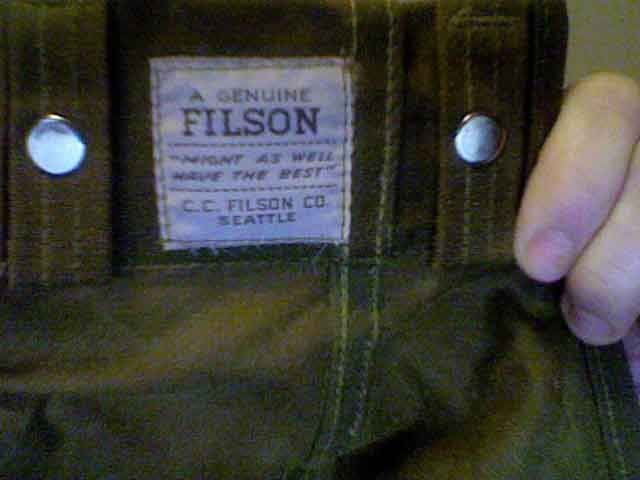 A GENUINE
FILSON
"MIGHT AS WELL
HAVE THE BEST"
C.C. FILSON CO.
SEATTLE